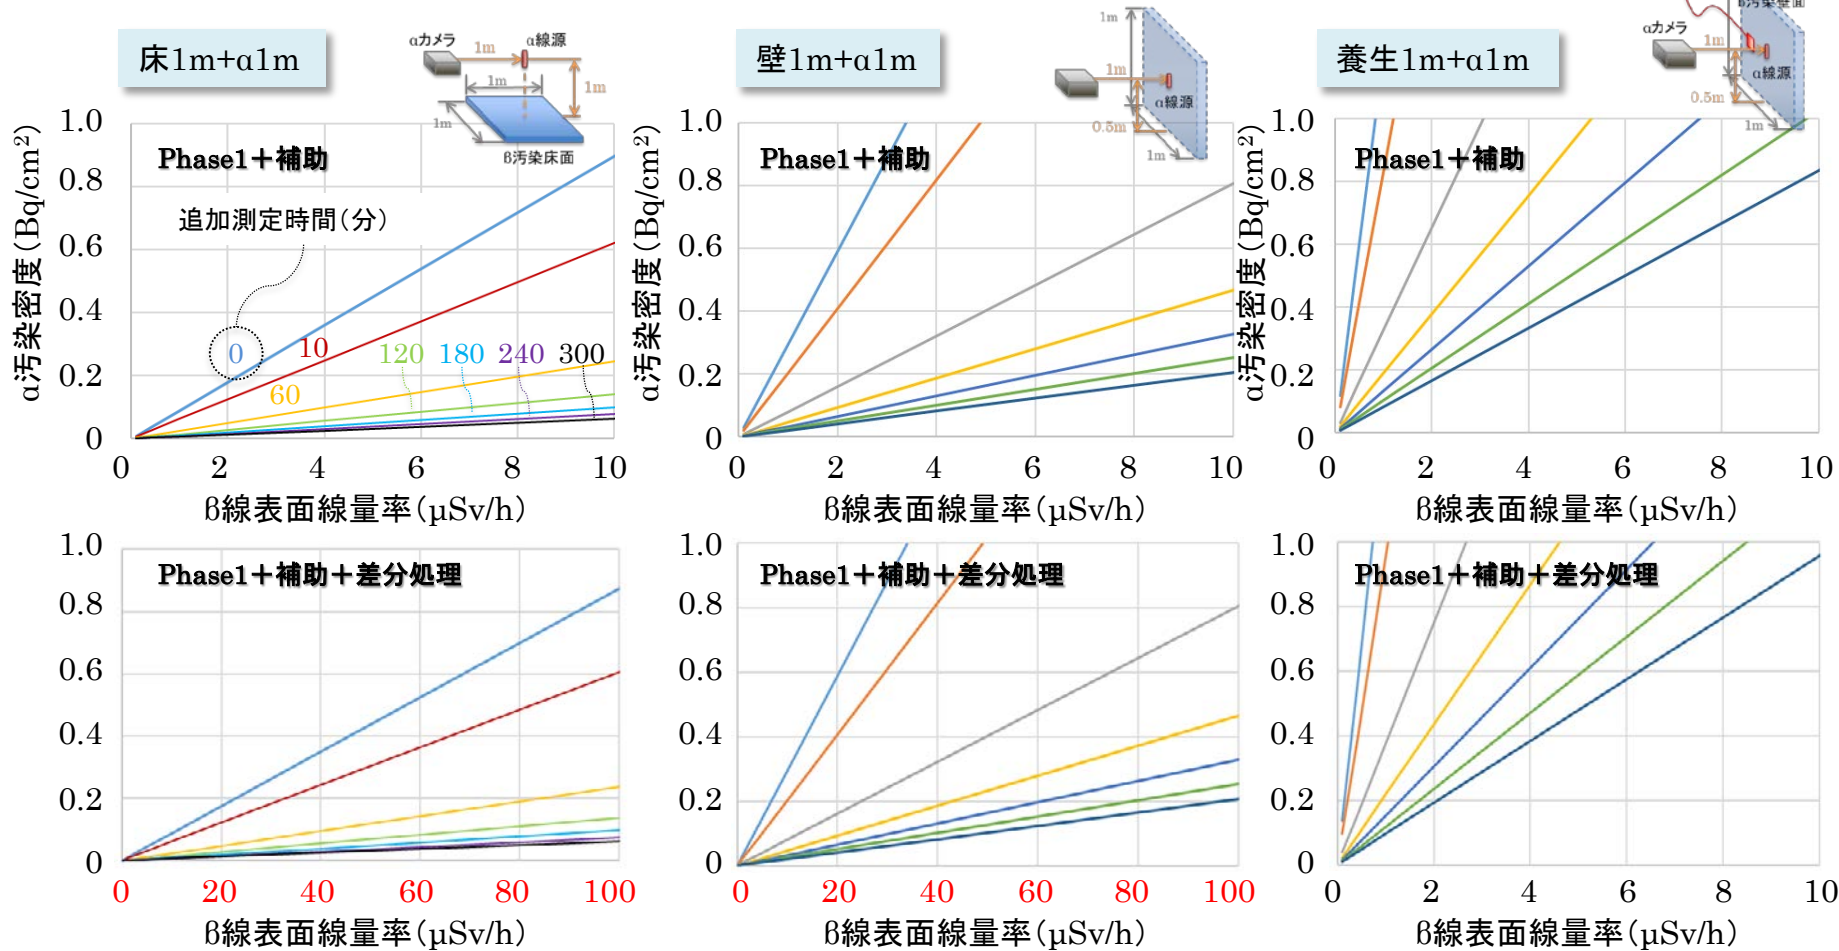 床1m+α1m
αカメラ
α線源
1m
1m
1m
1m
β汚染床面
壁1m+α1m
1m
1m
α線源
0.5m
1m
養生1m+α1m
β汚染壁面
αカメラ
1m
α線源
0.5m
1m
α汚染密度(Bq/cm²)
1.0
0.8
0.6
0.4
0.2
0
Phase1+補助
追加測定時間(分)
0
10
60
120
180
240
300
0 2 4 6 8 10
β線表面線量率(μSv/h)
α汚染密度(Bq/cm²)
1.0
0.8
0.6
0.4
0.2
0
Phase1+補助
0 2 4 6 8 10
β線表面線量率(μSv/h)
α汚染密度(Bq/cm²)
1.0
0.8
0.6
0.4
0.2
0
Phase1+補助
0 2 4 6 8 10
β線表面線量率(μSv/h)
1.0
0.8
0.6
0.4
0.2
0
Phase1+補助+差分処理
0 20 40 60 80 100
β線表面線量率(μSv/h)
1.0
0.8
0.6
0.4
0.2
0
Phase1+補助+差分処理
0 20 40 60 80 100
β線表面線量率(μSv/h)
1.0
0.8
0.6
0.4
0.2
0
Phase1+補助+差分処理
0 2 4 6 8 10
β線表面線量率(μSv/h)